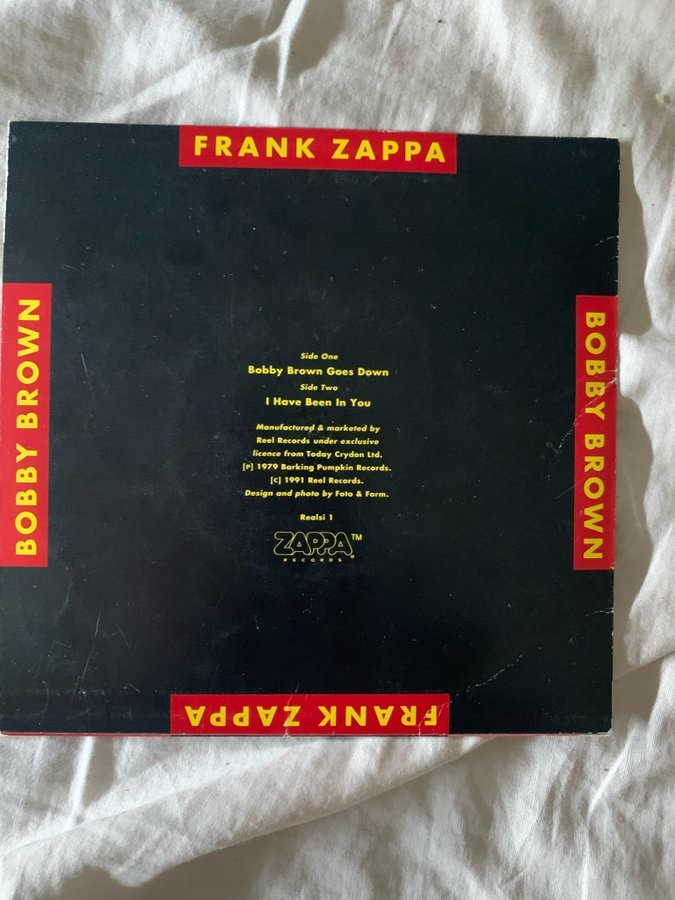 FRANK ZAPPA
BOBBY BROWN
BOBBY BROWN
Side One
Bobby Brown Goes Down
Side Two
I Have Been In You
Manufactured & marketed by
Reel Records under exclusive
licence from Today Crydon Ltd.
[P] 1979 Barking Pumpkin Records.
[C] 1991 Reel Records.
Design and photo by Foto & Form.
Realsi 1
ZAPPA™
RECORDS®
FRANK ZAPPA